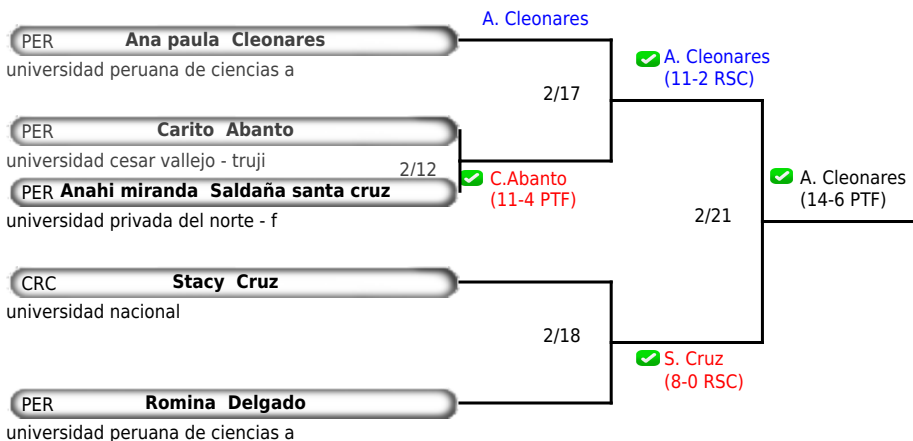 A. Cleonares
PER Ana paula Cleonares
universidad peruana de ciencias a
A. Cleonares
(11-2 RSC)
2/17
PER Carito Abanto
universidad cesar vallejo - truji
2/12
PER Anahi miranda Saldaña santa cruz
universidad privada del norte - f
C.Abanto
(11-4 PTF)
A. Cleonares
(14-6 PTF)
2/21
CRC Stacy Cruz
universidad nacional
2/18
S. Cruz
(8-0 RSC)
PER Romina Delgado
universidad peruana de ciencias a